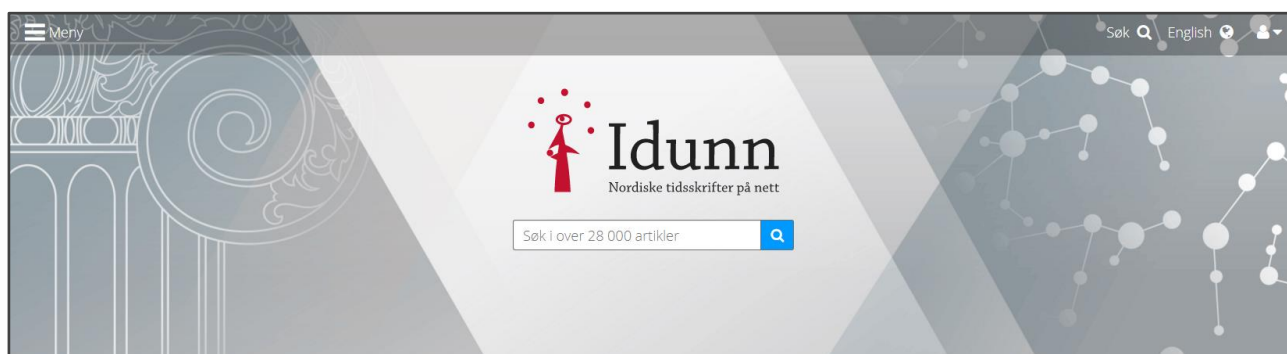 Meny
Søk English
Idunn
Nordiske tidsskrifter på nett
Søk i over 28 000 artikler